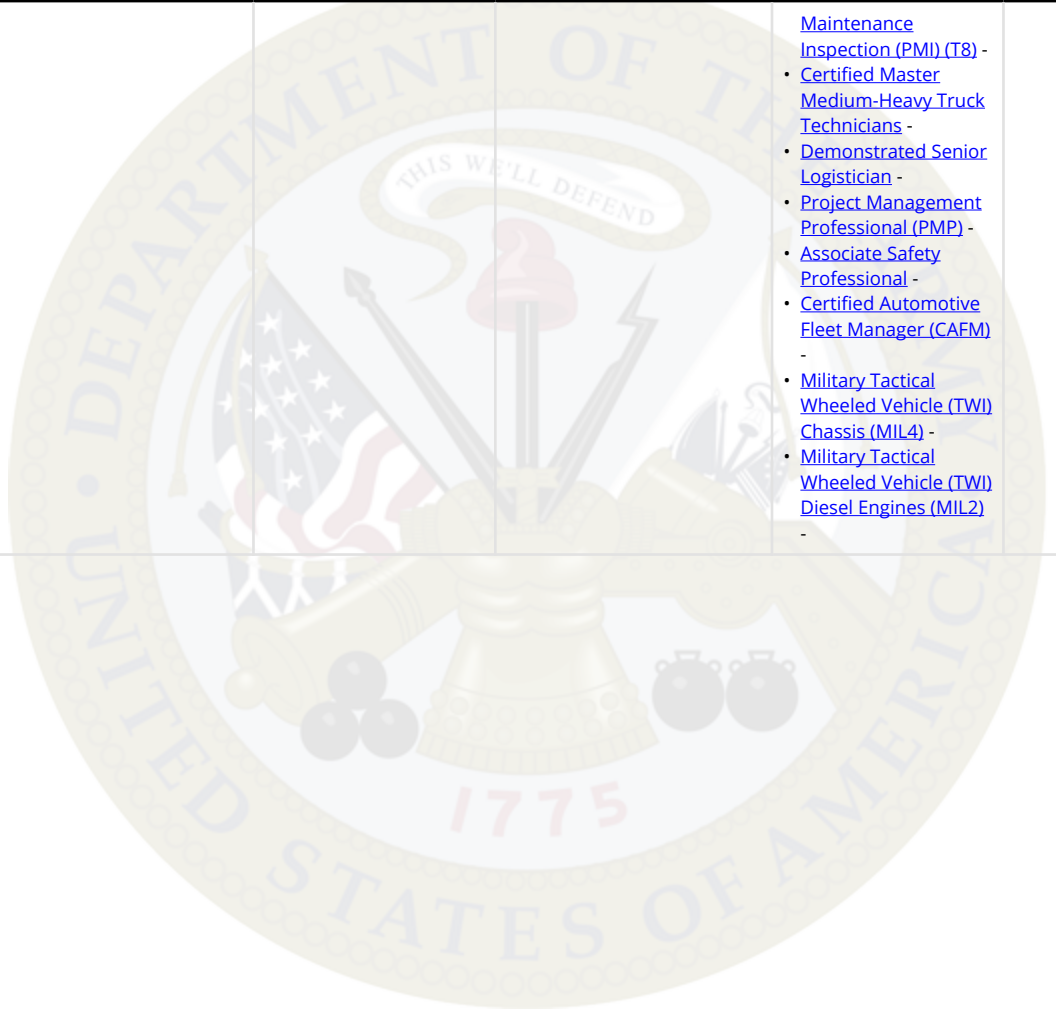 Maintenance
Inspection (PMI) (T8) -
• Certified Master
Medium-Heavy Truck
Technicians -
• Demonstrated Senior
Logistician -
• Project Management
Professional (PMP) -
• Associate Safety
Professional -
• Certified Automotive
Fleet Manager (CAFM)
-
• Military Tactical
Wheeled Vehicle (TWI)
Chassis (MIL4) -
• Military Tactical
Wheeled Vehicle (TWI)
Diesel Engines (MIL2)
-
DEPARTMENT OF THE ARMY
THIS WE'LL DEFEND
1775
UNITED STATES OF AMERICA